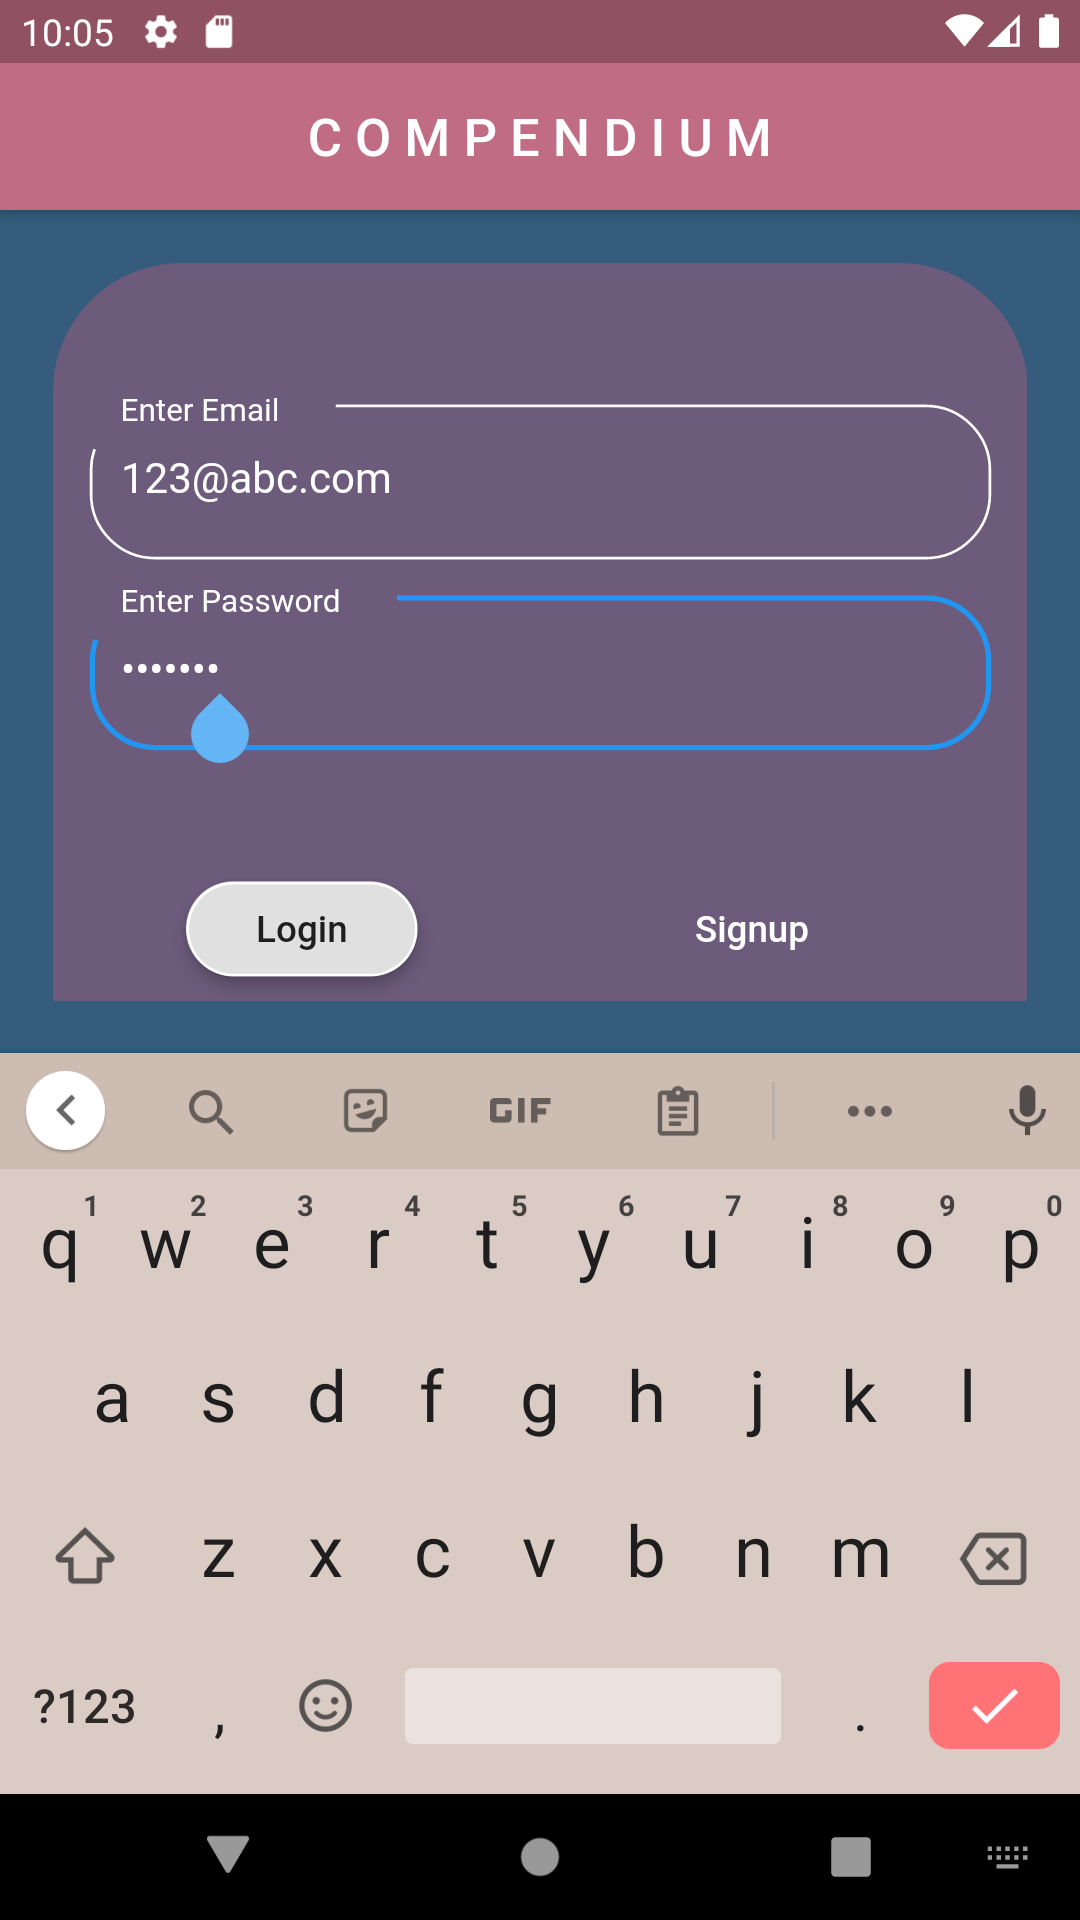 10:05
COMPENDIUM
Enter Email
123@abc.com
Enter Password
•••••••
Login Signup
GIF
q 1 w 2 e 3 r 4 t 5 y 6 u 7 i 8 o 9 p 0
a s d f g h j k l
z x c v b n m
?123 , .